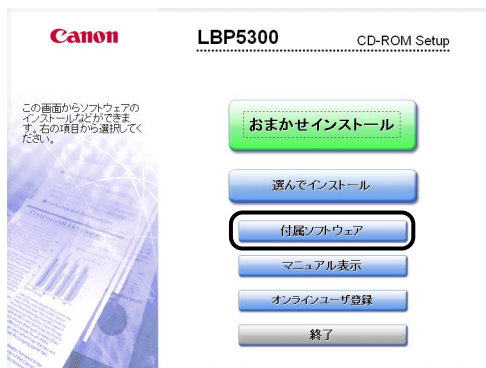 Canon
LBP5300
CD-ROM Setup
この画面からソフトウェアの
インストールなどができま
す。右の項目から選択してく
ださい。
おまかせインストール
選んでインストール
付属ソフトウェア
マニュアル表示
オンラインユーザ登録
終了
Professional Development